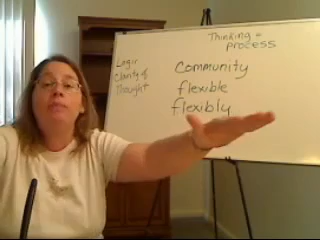 Thinking a
process
Logic
Clarity of
Thought
Community
flexible
flexibly